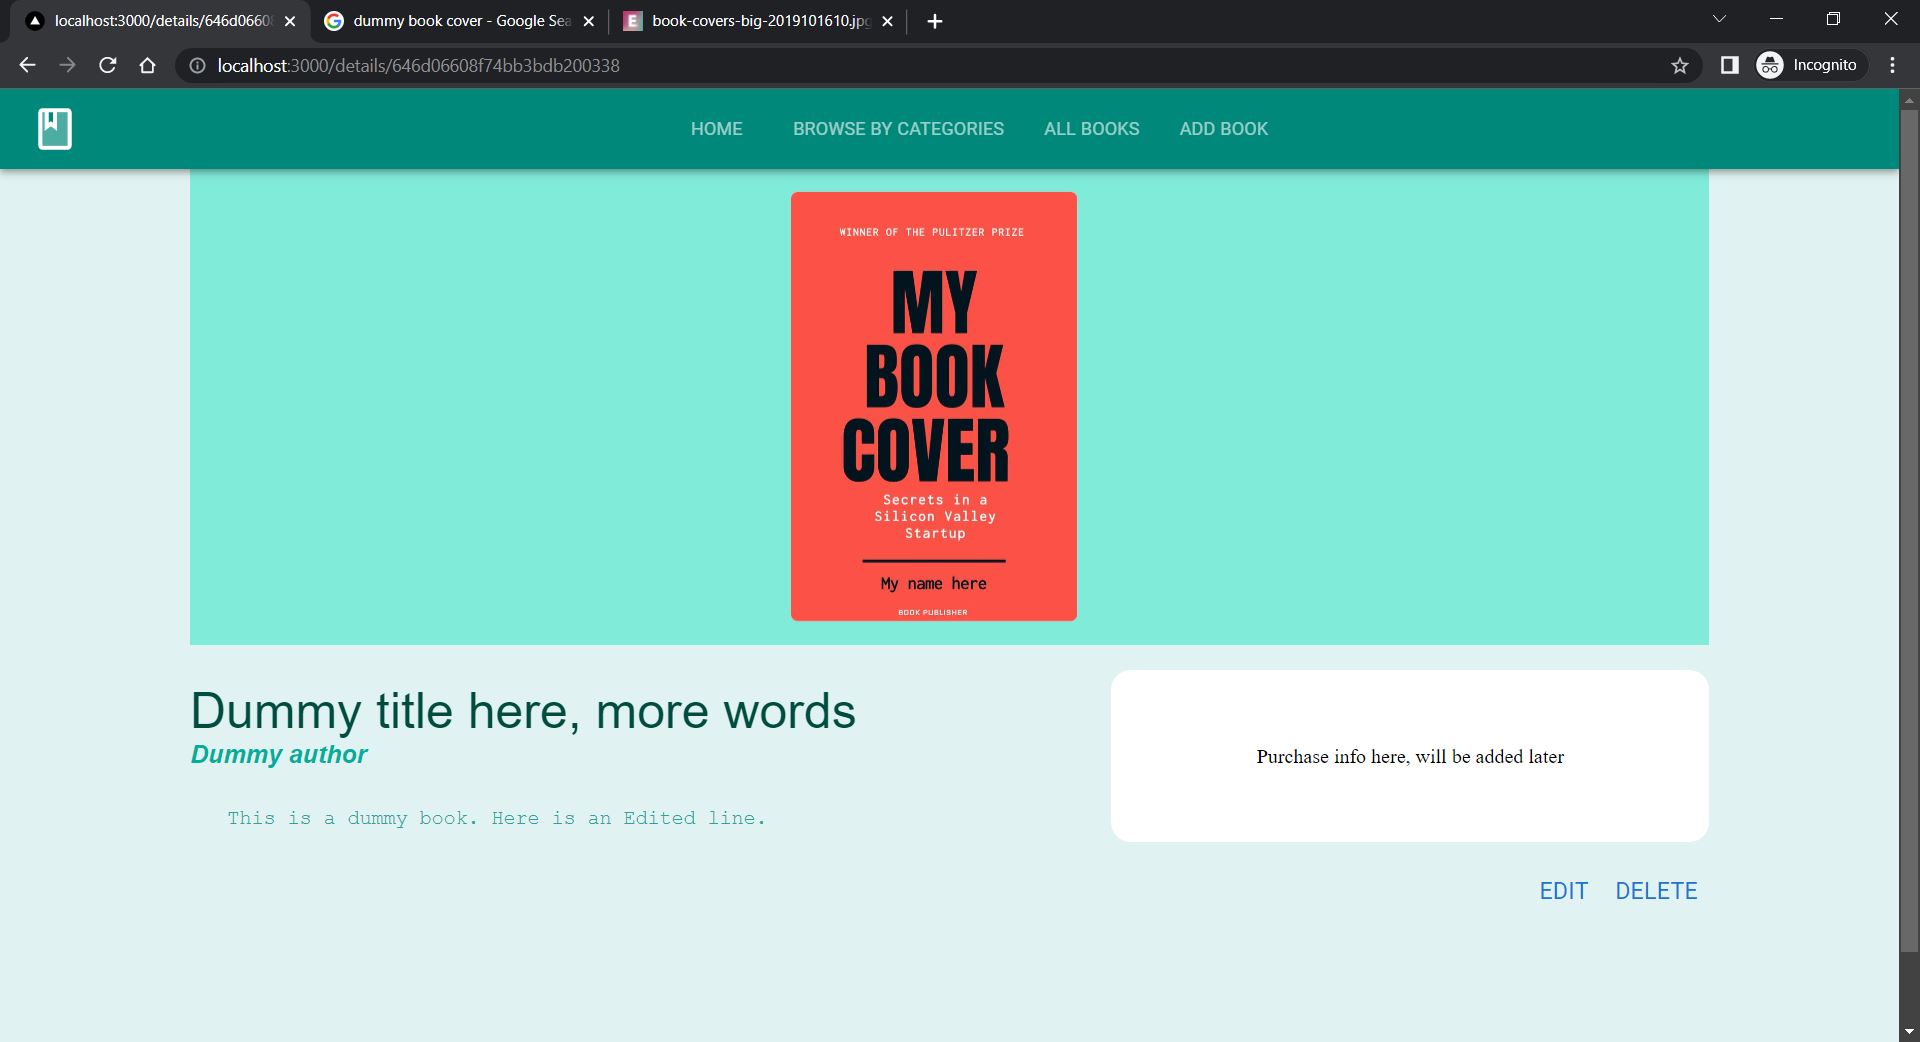 localhost:3000/details/646d0660
dummy book cover - Google Sea
E book-covers-big-2019101610.jpg
localhost:3000/details/646d06608f74bb3bdb200338
Incognito
HOME BROWSE BY CATEGORIES ALL BOOKS ADD BOOK
WINNER OF THE PULITZER PRIZE
MY
BOOK
COVER
Secrets in a
Silicon Valley
Startup
My name here
BOOK PUBLISHER
Dummy title here, more words
Dummy author
This is a dummy book. Here is an Edited line.
Purchase info here, will be added later
EDIT DELETE